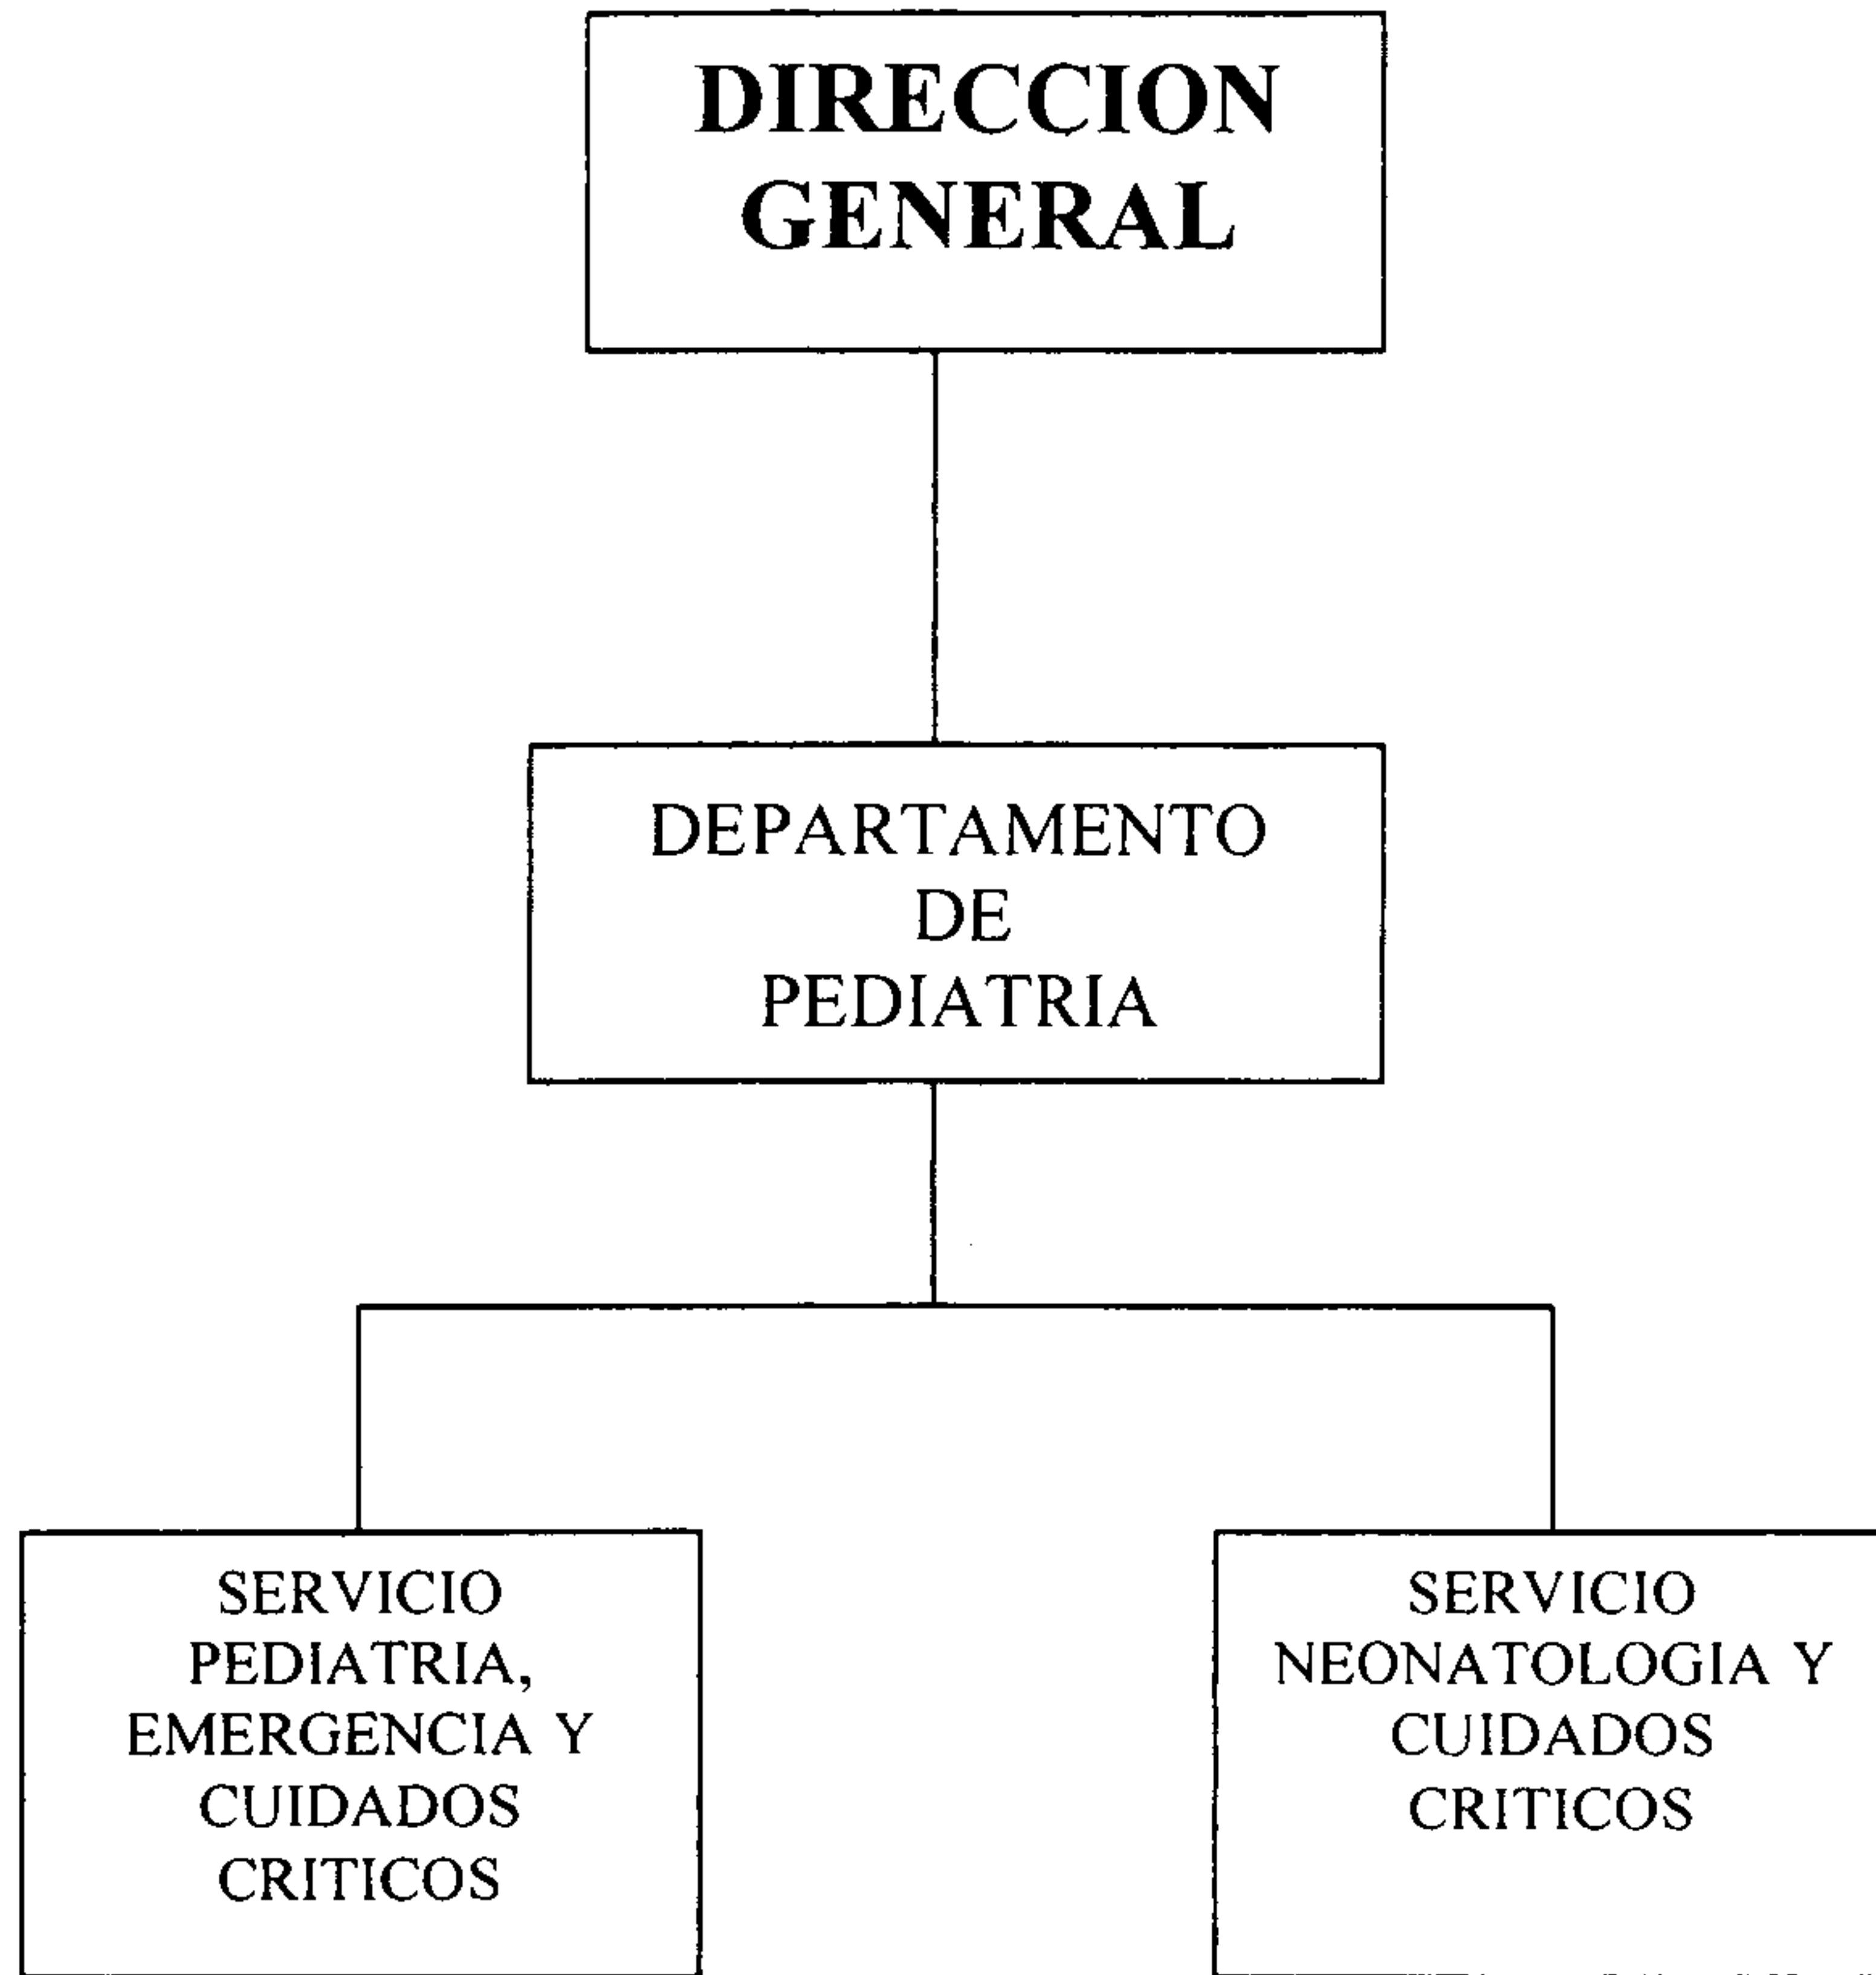 DIRECCION
GENERAL
DEPARTAMENTO
DE
PEDIATRIA
SERVICIO
PEDIATRIA,
EMERGENCIA Y
CUIDADOS
CRITICOS
SERVICIO
NEONATOLOGIA Y
CUIDADOS
CRITICOS